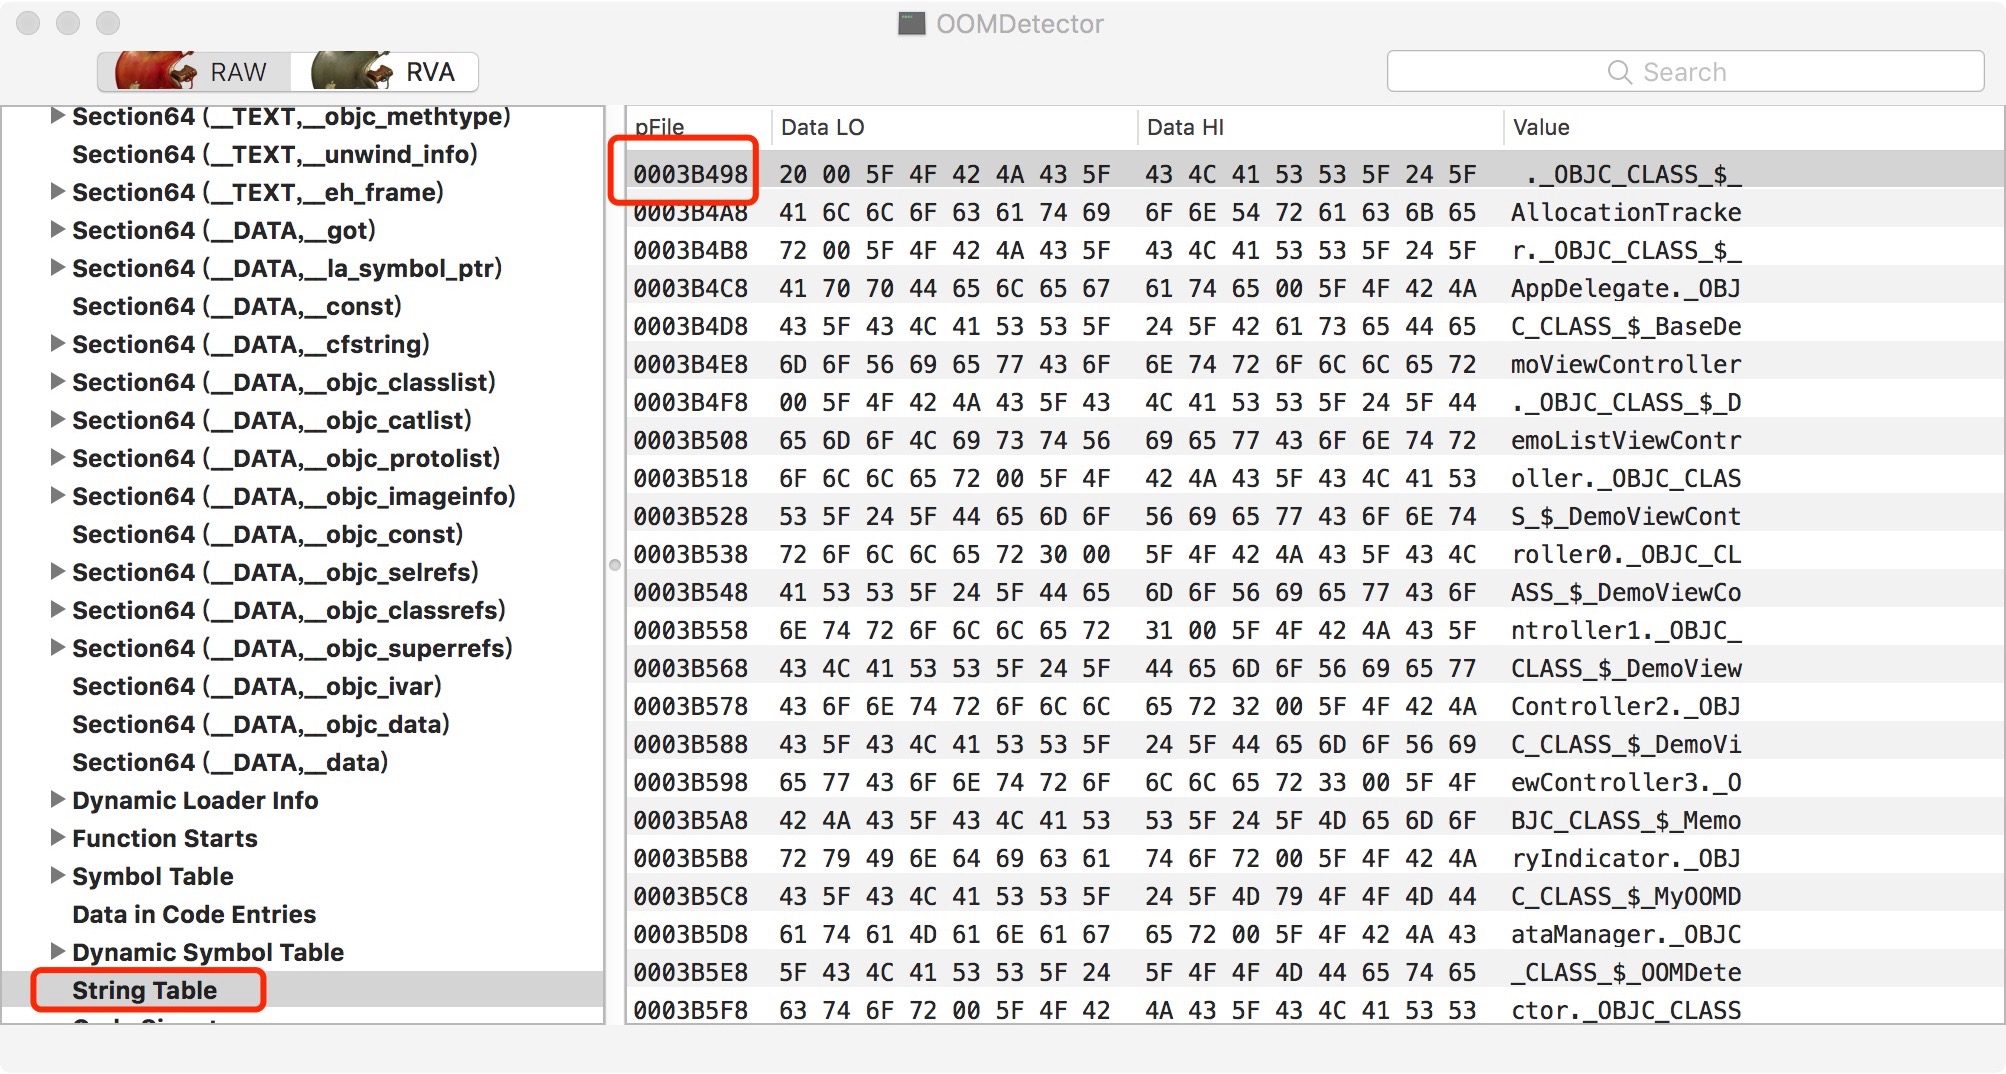 OOMDetector
RAW RVA
Search
Section64 (__TEXT,__objc_methtype)
Section64 (__TEXT,__unwind_info)
Section64 (__TEXT,__eh_frame)
Section64 (__DATA,__got)
Section64 (__DATA,__la_symbol_ptr)
Section64 (__DATA,__const)
Section64 (__DATA,__cfstring)
Section64 (__DATA,__objc_classlist)
Section64 (__DATA,__objc_catlist)
Section64 (__DATA,__objc_protolist)
Section64 (__DATA,__objc_imageinfo)
Section64 (__DATA,__objc_const)
Section64 (__DATA,__objc_selrefs)
Section64 (__DATA,__objc_classrefs)
Section64 (__DATA,__objc_superrefs)
Section64 (__DATA,__objc_ivar)
Section64 (__DATA,__objc_data)
Section64 (__DATA,__data)
Dynamic Loader Info
Function Starts
Symbol Table
Data in Code Entries
Dynamic Symbol Table
String Table
pFile Data LO Data HI Value
0003B498 20 00 5F 4F 42 4A 43 5F 43 4C 41 53 53 5F 24 5F  ._OBJC_CLASS_$_
0003B4A8 41 6C 6C 6F 63 61 74 69 6F 6E 54 72 61 63 6B 65 AllocationTracke
0003B4B8 72 00 5F 4F 42 4A 43 5F 43 4C 41 53 53 5F 24 5F r._OBJC_CLASS_$_
0003B4C8 41 70 70 44 65 6C 65 67 61 74 65 00 5F 4F 42 4A AppDelegate._OBJ
0003B4D8 43 5F 43 4C 41 53 53 5F 24 5F 42 61 73 65 44 65 C_CLASS_$_BaseDe
0003B4E8 6D 6F 56 69 65 77 43 6F 6E 74 72 6F 6C 6C 65 72 moViewController
0003B4F8 00 5F 4F 42 4A 43 5F 43 4C 41 53 53 5F 24 5F 44 ._OBJC_CLASS_$_D
0003B508 65 6D 6F 4C 69 73 74 56 69 65 77 43 6F 6E 74 72 emoListViewContr
0003B518 6F 6C 6C 65 72 00 5F 4F 42 4A 43 5F 43 4C 41 53 oller._OBJC_CLAS
0003B528 53 5F 24 5F 44 65 6D 6F 56 69 65 77 43 6F 6E 74 S_$_DemoViewCont
0003B538 72 6F 6C 6C 65 72 30 00 5F 4F 42 4A 43 5F 43 4C roller0._OBJC_CL
0003B548 41 53 53 5F 24 5F 44 65 6D 6F 56 69 65 77 43 6F ASS_$_DemoViewCo
0003B558 6E 74 72 6F 6C 6C 65 72 31 00 5F 4F 42 4A 43 5F ntroller1._OBJC_
0003B568 43 4C 41 53 53 5F 24 5F 44 65 6D 6F 56 69 65 77 CLASS_$_DemoView
0003B578 43 6F 6E 74 72 6F 6C 6C 65 72 32 00 5F 4F 42 4A Controller2._OBJ
0003B588 43 5F 43 4C 41 53 53 5F 24 5F 44 65 6D 6F 56 69 C_CLASS_$_DemoVi
0003B598 65 77 43 6F 6E 74 72 6F 6C 6C 65 72 33 00 5F 4F ewController3._O
0003B5A8 42 4A 43 5F 43 4C 41 53 53 5F 24 5F 4D 65 6D 6F BJC_CLASS_$_Memo
0003B5B8 72 79 49 6E 64 69 63 61 74 6F 72 00 5F 4F 42 4A ryIndicator._OBJ
0003B5C8 43 5F 43 4C 41 53 53 5F 24 5F 4D 79 4F 4F 4D 44 C_CLASS_$_MyOOMD
0003B5D8 61 74 61 4D 61 6E 61 67 65 72 00 5F 4F 42 4A 43 ataManager._OBJC
0003B5E8 5F 43 4C 41 53 53 5F 24 5F 4F 4F 4D 44 65 74 65 _CLASS_$_OOMDete
0003B5F8 63 74 6F 72 00 5F 4F 42 4A 43 5F 43 4C 41 53 53 ctor._OBJC_CLASS